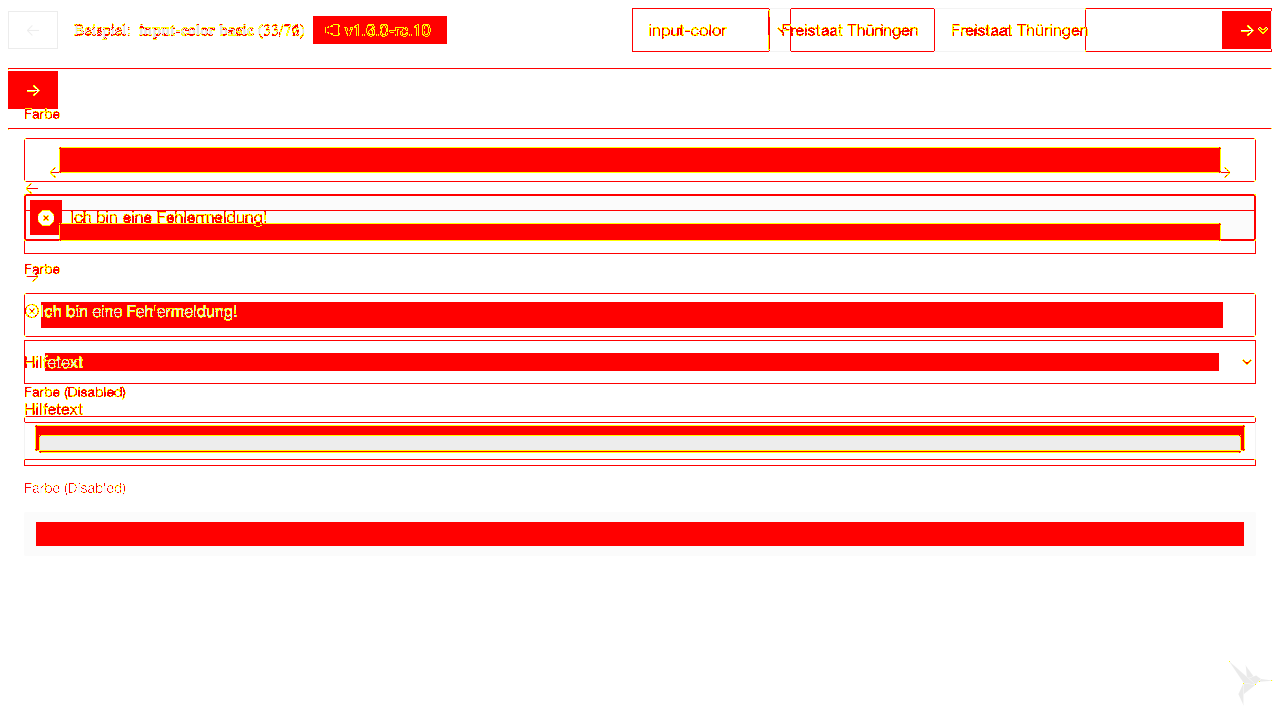 Beispiel: input-color basic (33/76) v1.6.0-rc.10 input-color Freistaat Thüringen Freistaat Thüringen
Farbe
Ich bin eine Fehlermeldung!
Farbe
Ich bin eine Fehlermeldung!
Hilfetext
Farbe (Disabled)
Hilfetext
Farbe (Disabled)